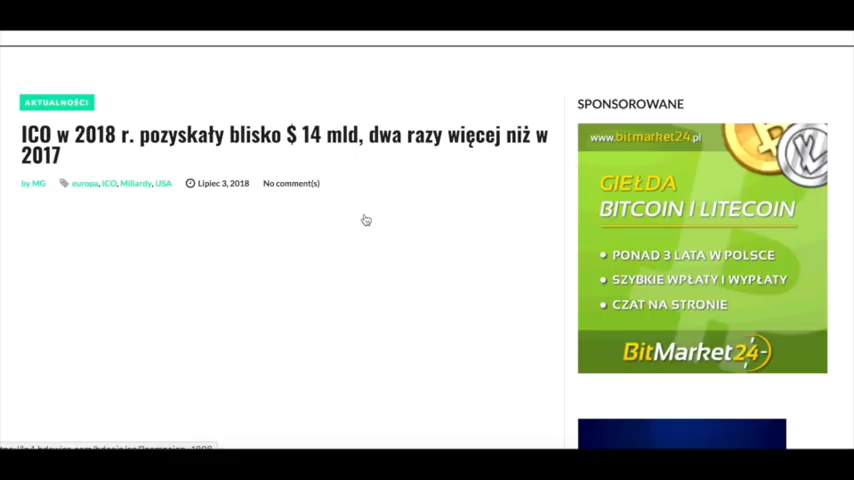 AKTUALNOŚCI
ICO w 2018 r. pozyskały blisko $ 14 mld, dwa razy więcej niż w
2017
by MG europa, ICO, Miliardy, USA Lipiec 3, 2018 No comment(s)
SPONSOROWANE
www.bitmarket24.pl
GIEŁDA
BITCOIN I LITECOIN
• PONAD 3 LATA W POLSCE
• SZYBKIE WPŁATY I WYPŁATY
• CZAT NA STRONIE
BitMarket24